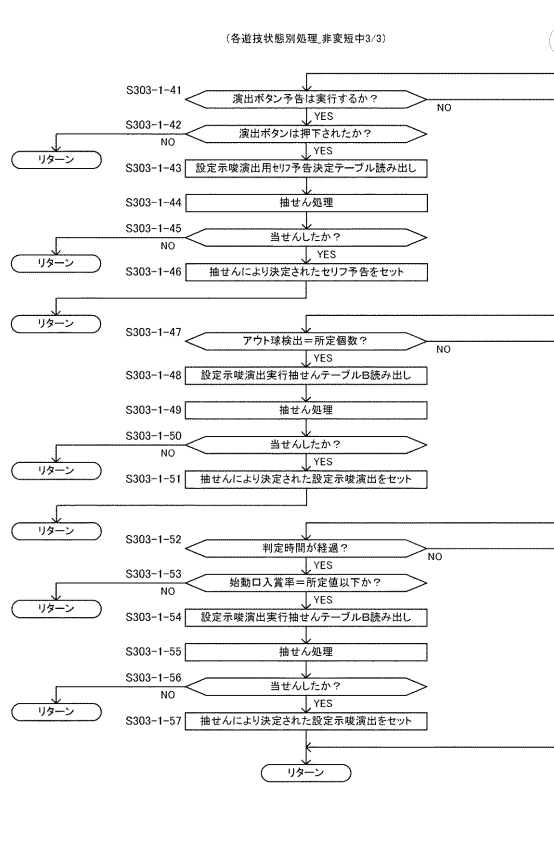 (各遊技状態別処理_非変短中3/3)
S303-1-41
演出ボタン予告は実行するか？
NO
YES
S303-1-42
演出ボタンは押下されたか？
NO
YES
リターン
S303-1-43
設定示唆演出用セリフ予告決定テーブル読み出し
S303-1-44
抽せん処理
S303-1-45
当せんしたか？
NO
YES
リターン
S303-1-46
抽せんにより決定されたセリフ予告をセット
リターン
S303-1-47
アウト球検出＝所定個数？
NO
YES
S303-1-48
設定示唆演出実行抽せんテーブルB読み出し
S303-1-49
抽せん処理
S303-1-50
当せんしたか？
NO
YES
リターン
S303-1-51
抽せんにより決定された設定示唆演出をセット
リターン
S303-1-52
判定時間が経過？
NO
YES
S303-1-53
始動口入賞率＝所定値以下か？
NO
YES
リターン
S303-1-54
設定示唆演出実行抽せんテーブルB読み出し
S303-1-55
抽せん処理
S303-1-56
当せんしたか？
NO
YES
リターン
S303-1-57
抽せんにより決定された設定示唆演出をセット
リターン